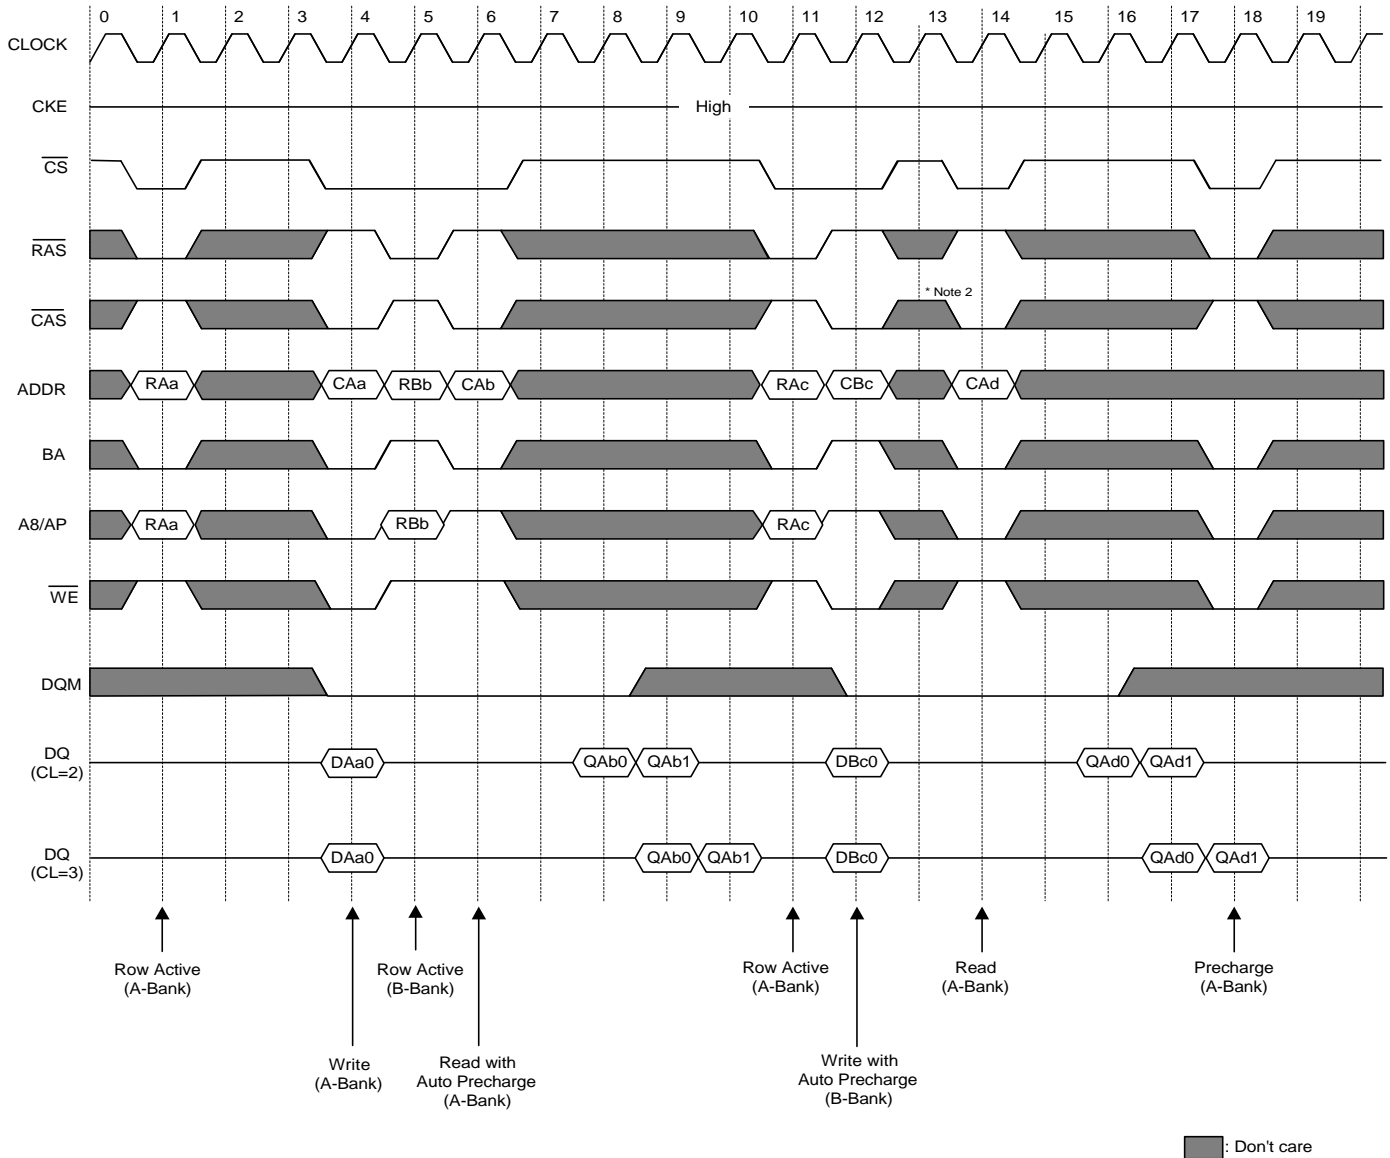 0 1 2 3 4 5 6 7 8 9 10 11 12 13 14 15 16 17 18 19
CLOCK
CKE High
CS
RAS
CAS * Note 2
ADDR RAa CAa RBb CAb RAc CBc CAd
BA
A8/AP RAa RBb RAc
WE
DQM
DQ
(CL=2) DAa0 QAb0 QAb1 DBc0 QAd0 QAd1
DQ
(CL=3) DAa0 QAb0 QAb1 DBc0 QAd0 QAd1
Row Active
(A-Bank)
Row Active
(B-Bank)
Row Active
(A-Bank)
Read
(A-Bank)
Precharge
(A-Bank)
Write
(A-Bank)
Read with
Auto Precharge
(A-Bank)
Write with
Auto Precharge
(B-Bank)
: Don't care